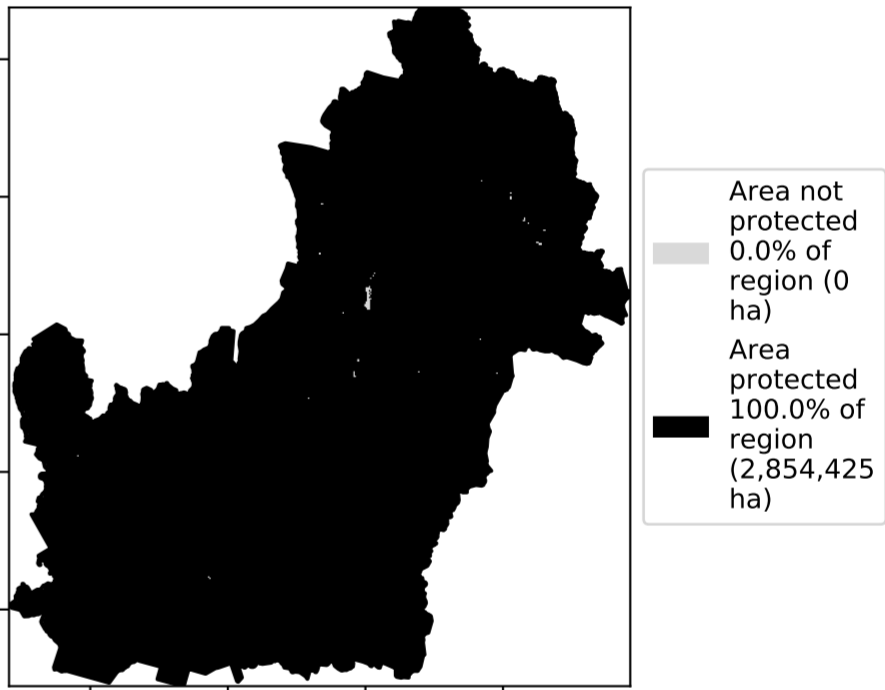 Area not
protected
0.0% of
region (0
ha)
Area
protected
100.0% of
region
(2,854,425
ha)